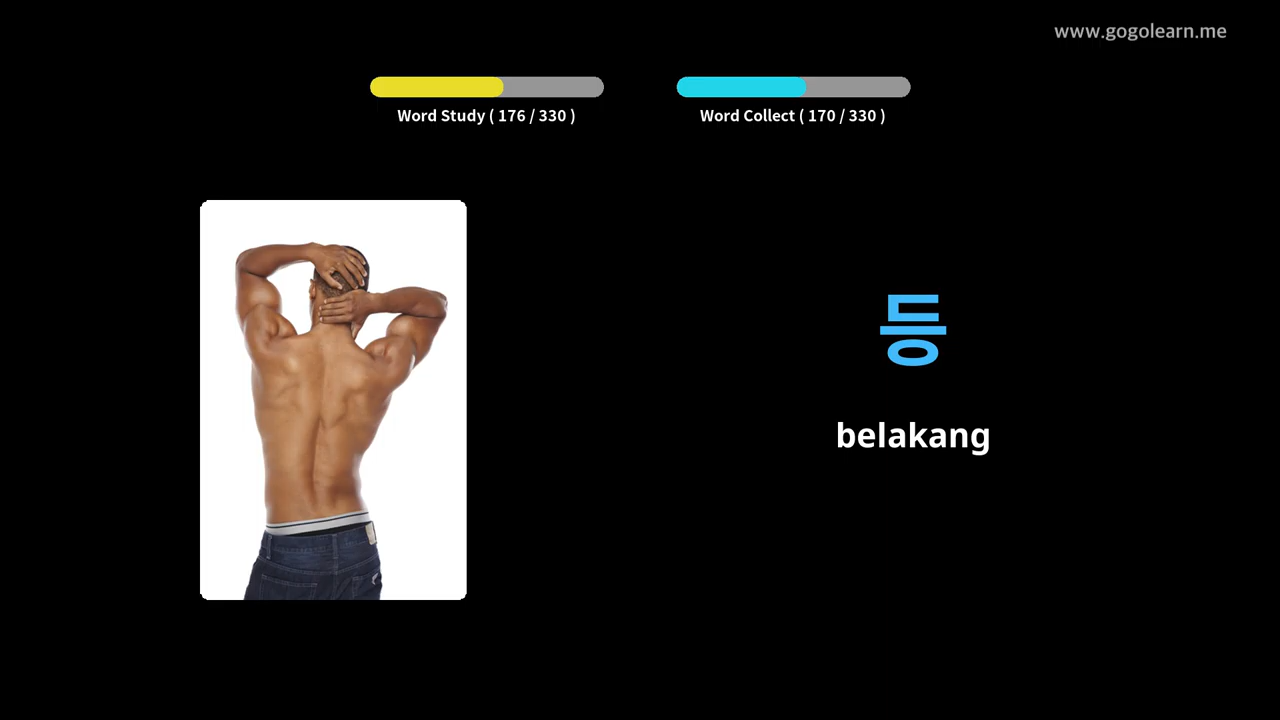 www.gogolearn.me
Word Study ( 176 / 330 )
Word Collect ( 170 / 330 )
등
belakang